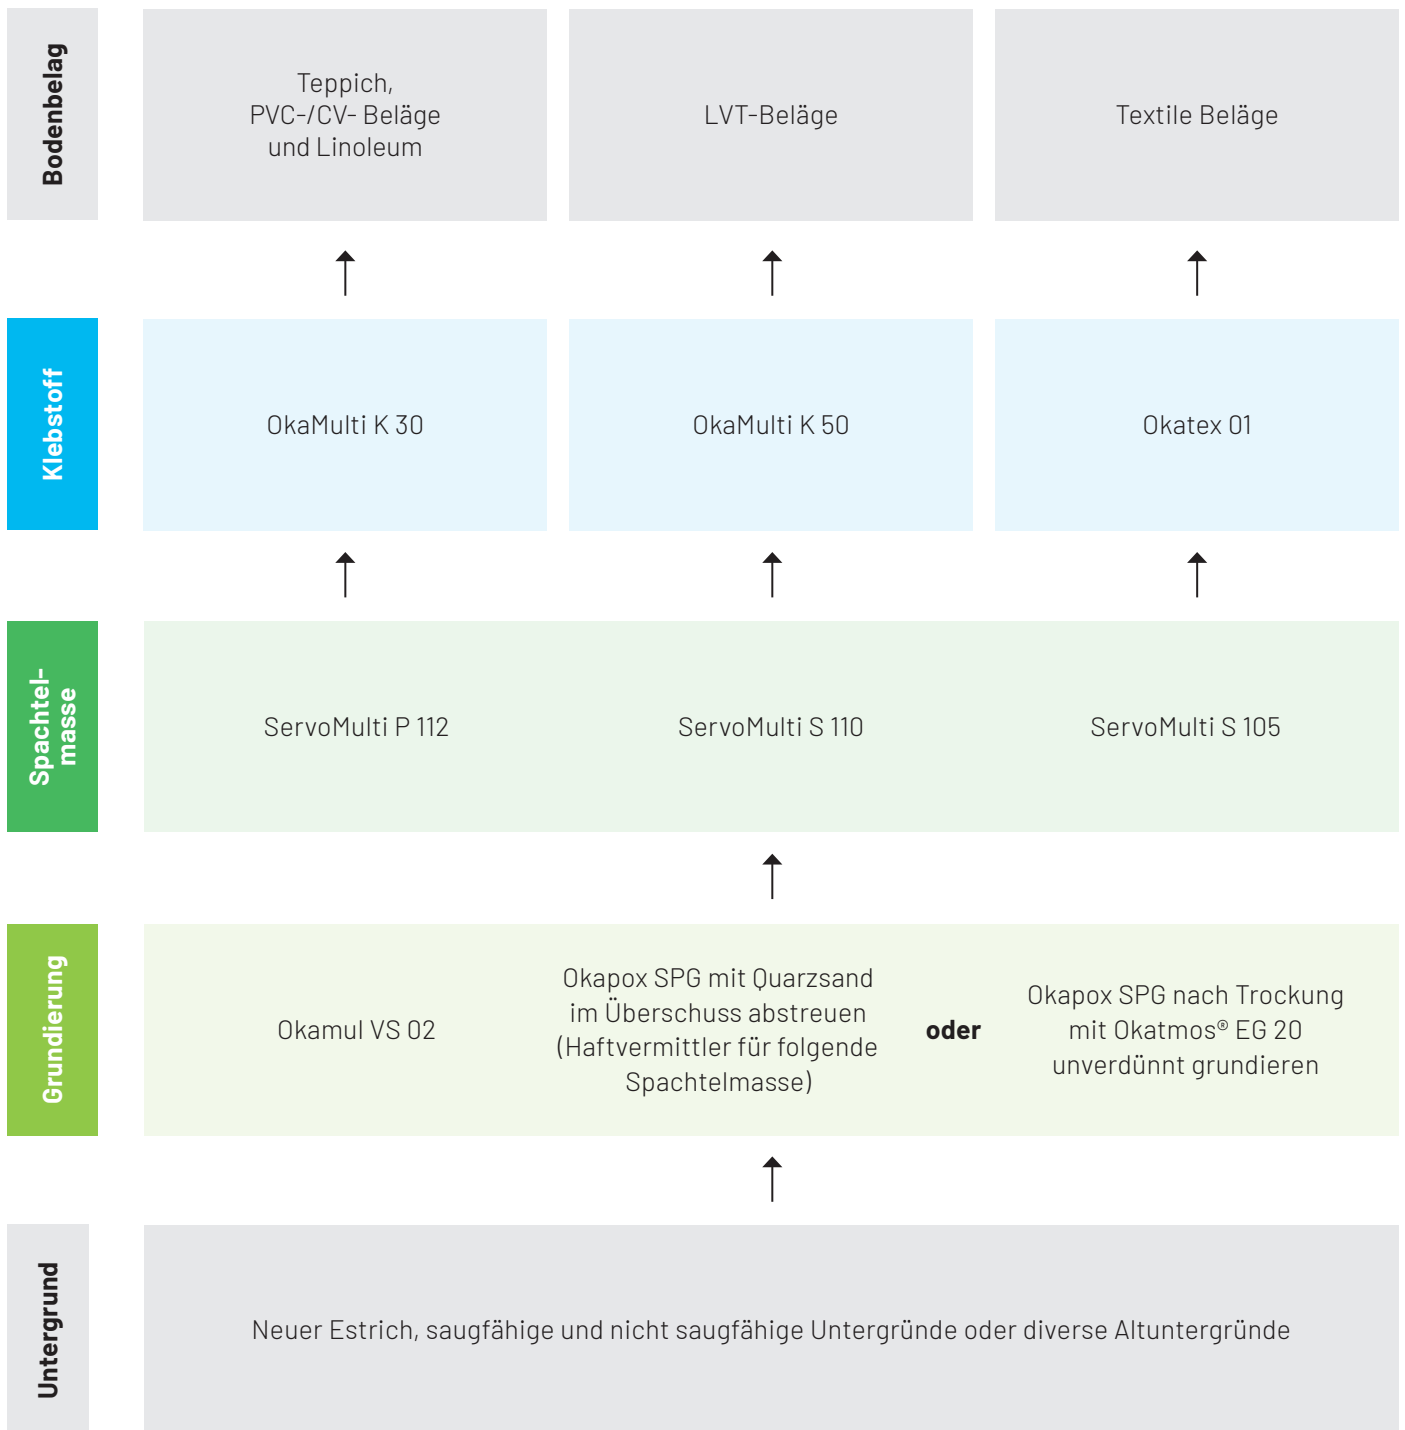 Bodenbelag
Teppich,
PVC-/CV- Beläge
und Linoleum
LVT-Beläge
Textile Beläge
Klebstoff
OkaMulti K 30
OkaMulti K 50
Okatex 01
Spachtel-
masse
ServoMulti P 112
ServoMulti S 110
ServoMulti S 105
Grundierung
Okamul VS 02
Okapox SPG mit Quarzsand
im Überschuss abstreuen
(Haftvermittler für folgende
Spachtelmasse)
oder
Okapox SPG nach Trockung
mit Okatmos® EG 20
unverdünnt grundieren
Untergrund
Neuer Estrich, saugfähige und nicht saugfähige Untergründe oder diverse Altuntergründe